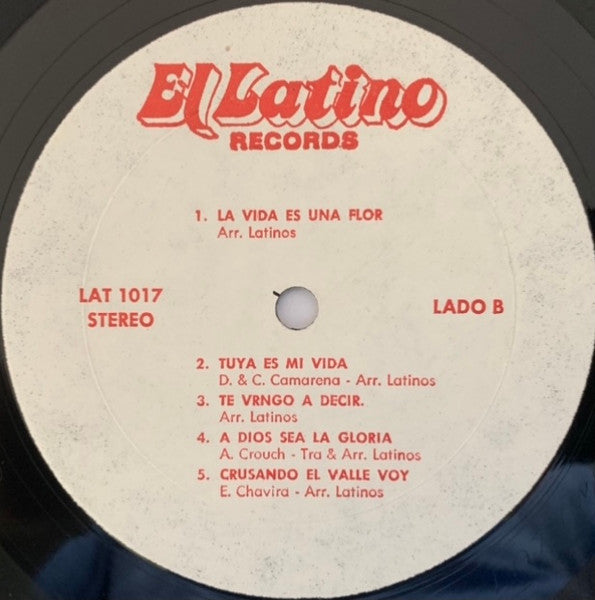 El Latino
RECORDS
1. LA VIDA ES UNA FLOR
Arr. Latinos
LAT 1017
STEREO
LADO B
2. TUYA ES MI VIDA
D. & C. Camarena - Arr. Latinos
3. TE VRNGO A DECIR.
Arr. Latinos
4. A DIOS SEA LA GLORIA
A. Crouch - Tra & Arr. Latinos
5. CRUSANDO EL VALLE VOY
E. Chavira - Arr. Latinos